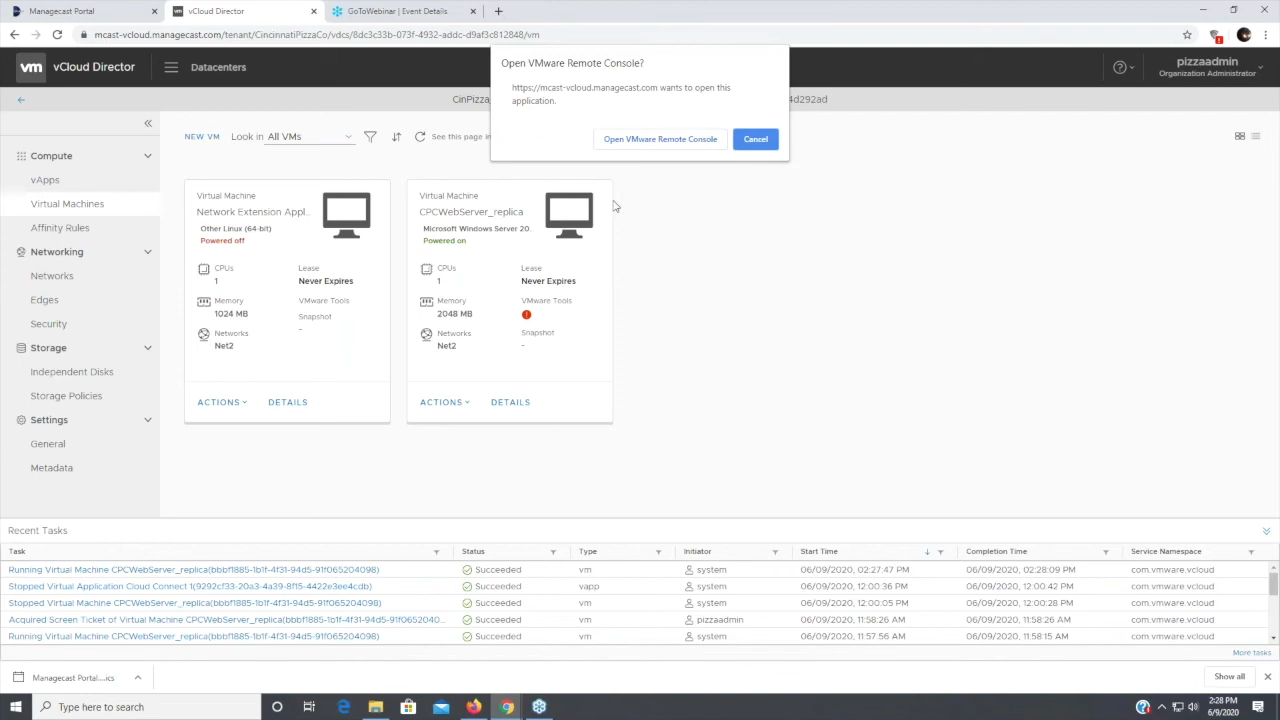 Managecast Portal
vCloud Director
GoToWebinar | Event Details
mcast-vcloud.managecast.com/tenant/CincinnatiPizzaCo/vdcs/8dc3c33b-073f-4932-addc-d9af3c812848/vm
vm vCloud Director Datacenters
pizzaadmin
Organization Administrator
Open VMware Remote Console?
https://mcast-vcloud.managecast.com wants to open this
application.
Open VMware Remote Console
Cancel
CinPizza
4d292ad
NEW VM Look in All VMs See this page in
Compute
vApps
Virtual Machines
Affinity Rules
Networking
Networks
Edges
Security
Storage
Independent Disks
Storage Policies
Settings
General
Metadata
Virtual Machine
Network Extension Appl..
Other Linux (64-bit)
Powered off
CPUs
1
Lease
Never Expires
Memory
1024 MB
VMware Tools
Snapshot
-
Networks
Net2
ACTIONS DETAILS
Virtual Machine
CPCWebServer_replica
Microsoft Windows Server 20..
Powered on
CPUs
1
Lease
Never Expires
Memory
2048 MB
VMware Tools
Networks
Net2
Snapshot
-
ACTIONS DETAILS
Recent Tasks
Task Status Type Initiator Start Time Completion Time Service Namespace
Running Virtual Machine CPCWebServer_replica(bbbf1885-1b1f-4f31-94d5-91f065204098) Succeeded vm system 06/09/2020, 02:27:47 PM 06/09/2020, 02:28:09 PM com.vmware.vcloud
Stopped Virtual Application Cloud Connect 1(9292cf33-20a3-4a39-8f15-4422e3ee4cdb) Succeeded vapp system 06/09/2020, 12:00:36 PM 06/09/2020, 12:00:42 PM com.vmware.vcloud
Stopped Virtual Machine CPCWebServer_replica(bbbf1885-1b1f-4f31-94d5-91f065204098) Succeeded vm system 06/09/2020, 12:00:05 PM 06/09/2020, 12:00:28 PM com.vmware.vcloud
Acquired Screen Ticket of Virtual Machine CPCWebServer_replica(bbbf1885-1b1f-4f31-94d5-91f0652040... Succeeded vm pizzaadmin 06/09/2020, 11:58:26 AM 06/09/2020, 11:58:26 AM com.vmware.vcloud
Running Virtual Machine CPCWebServer_replica(bbbf1885-1b1f-4f31-94d5-91f065204098) Succeeded vm system 06/09/2020, 11:57:56 AM 06/09/2020, 11:58:15 AM com.vmware.vcloud
More tasks
Managecast Portal....ics
Show all
Type here to search
2:28 PM
6/9/2020